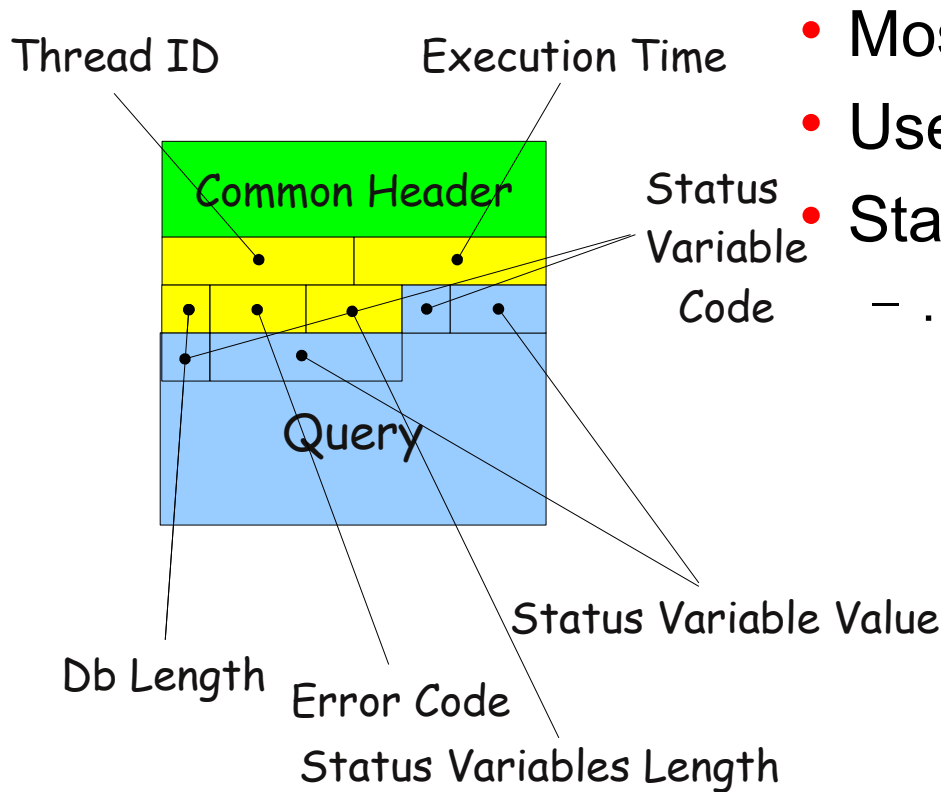 Thread ID
Execution Time
Common Header
Status
Variable
Code
Query
Status Variable Value
Db Length
Error Code
Status Variables Length
• Mos
• Use
• Sta
– .